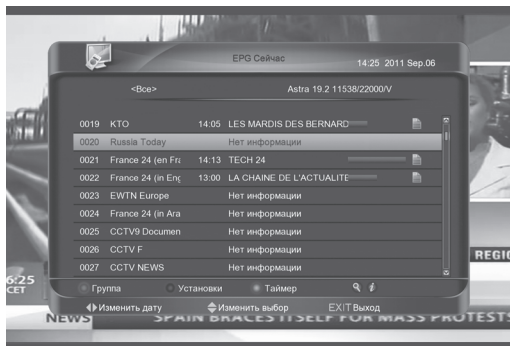 EPG Сейчас
14:25 2011 Sep.06
<Все> Astra 19.2 11538/22000/V
0019 KTO 14:05 LES MARDIS DES BERNARD
0020 Russia Today Нет информации
0021 France 24 (en Fra 14:13 TECH 24
0022 France 24 (in Eng 13:00 LA CHAINE DE L'ACTUALITE
0023 EWTN Europe Нет информации
0024 France 24 (in Ara Нет информации
0025 CCTV9 Documen Нет информации
0026 CCTV F Нет информации
0027 CCTV NEWS Нет информации
Группа Установки Таймер
Изменить дату Изменить выбор EXIT Выход
REGIO
6:25
CET
NEWS SPAIN BRACES ITSELF FOR MASS PROTESTS